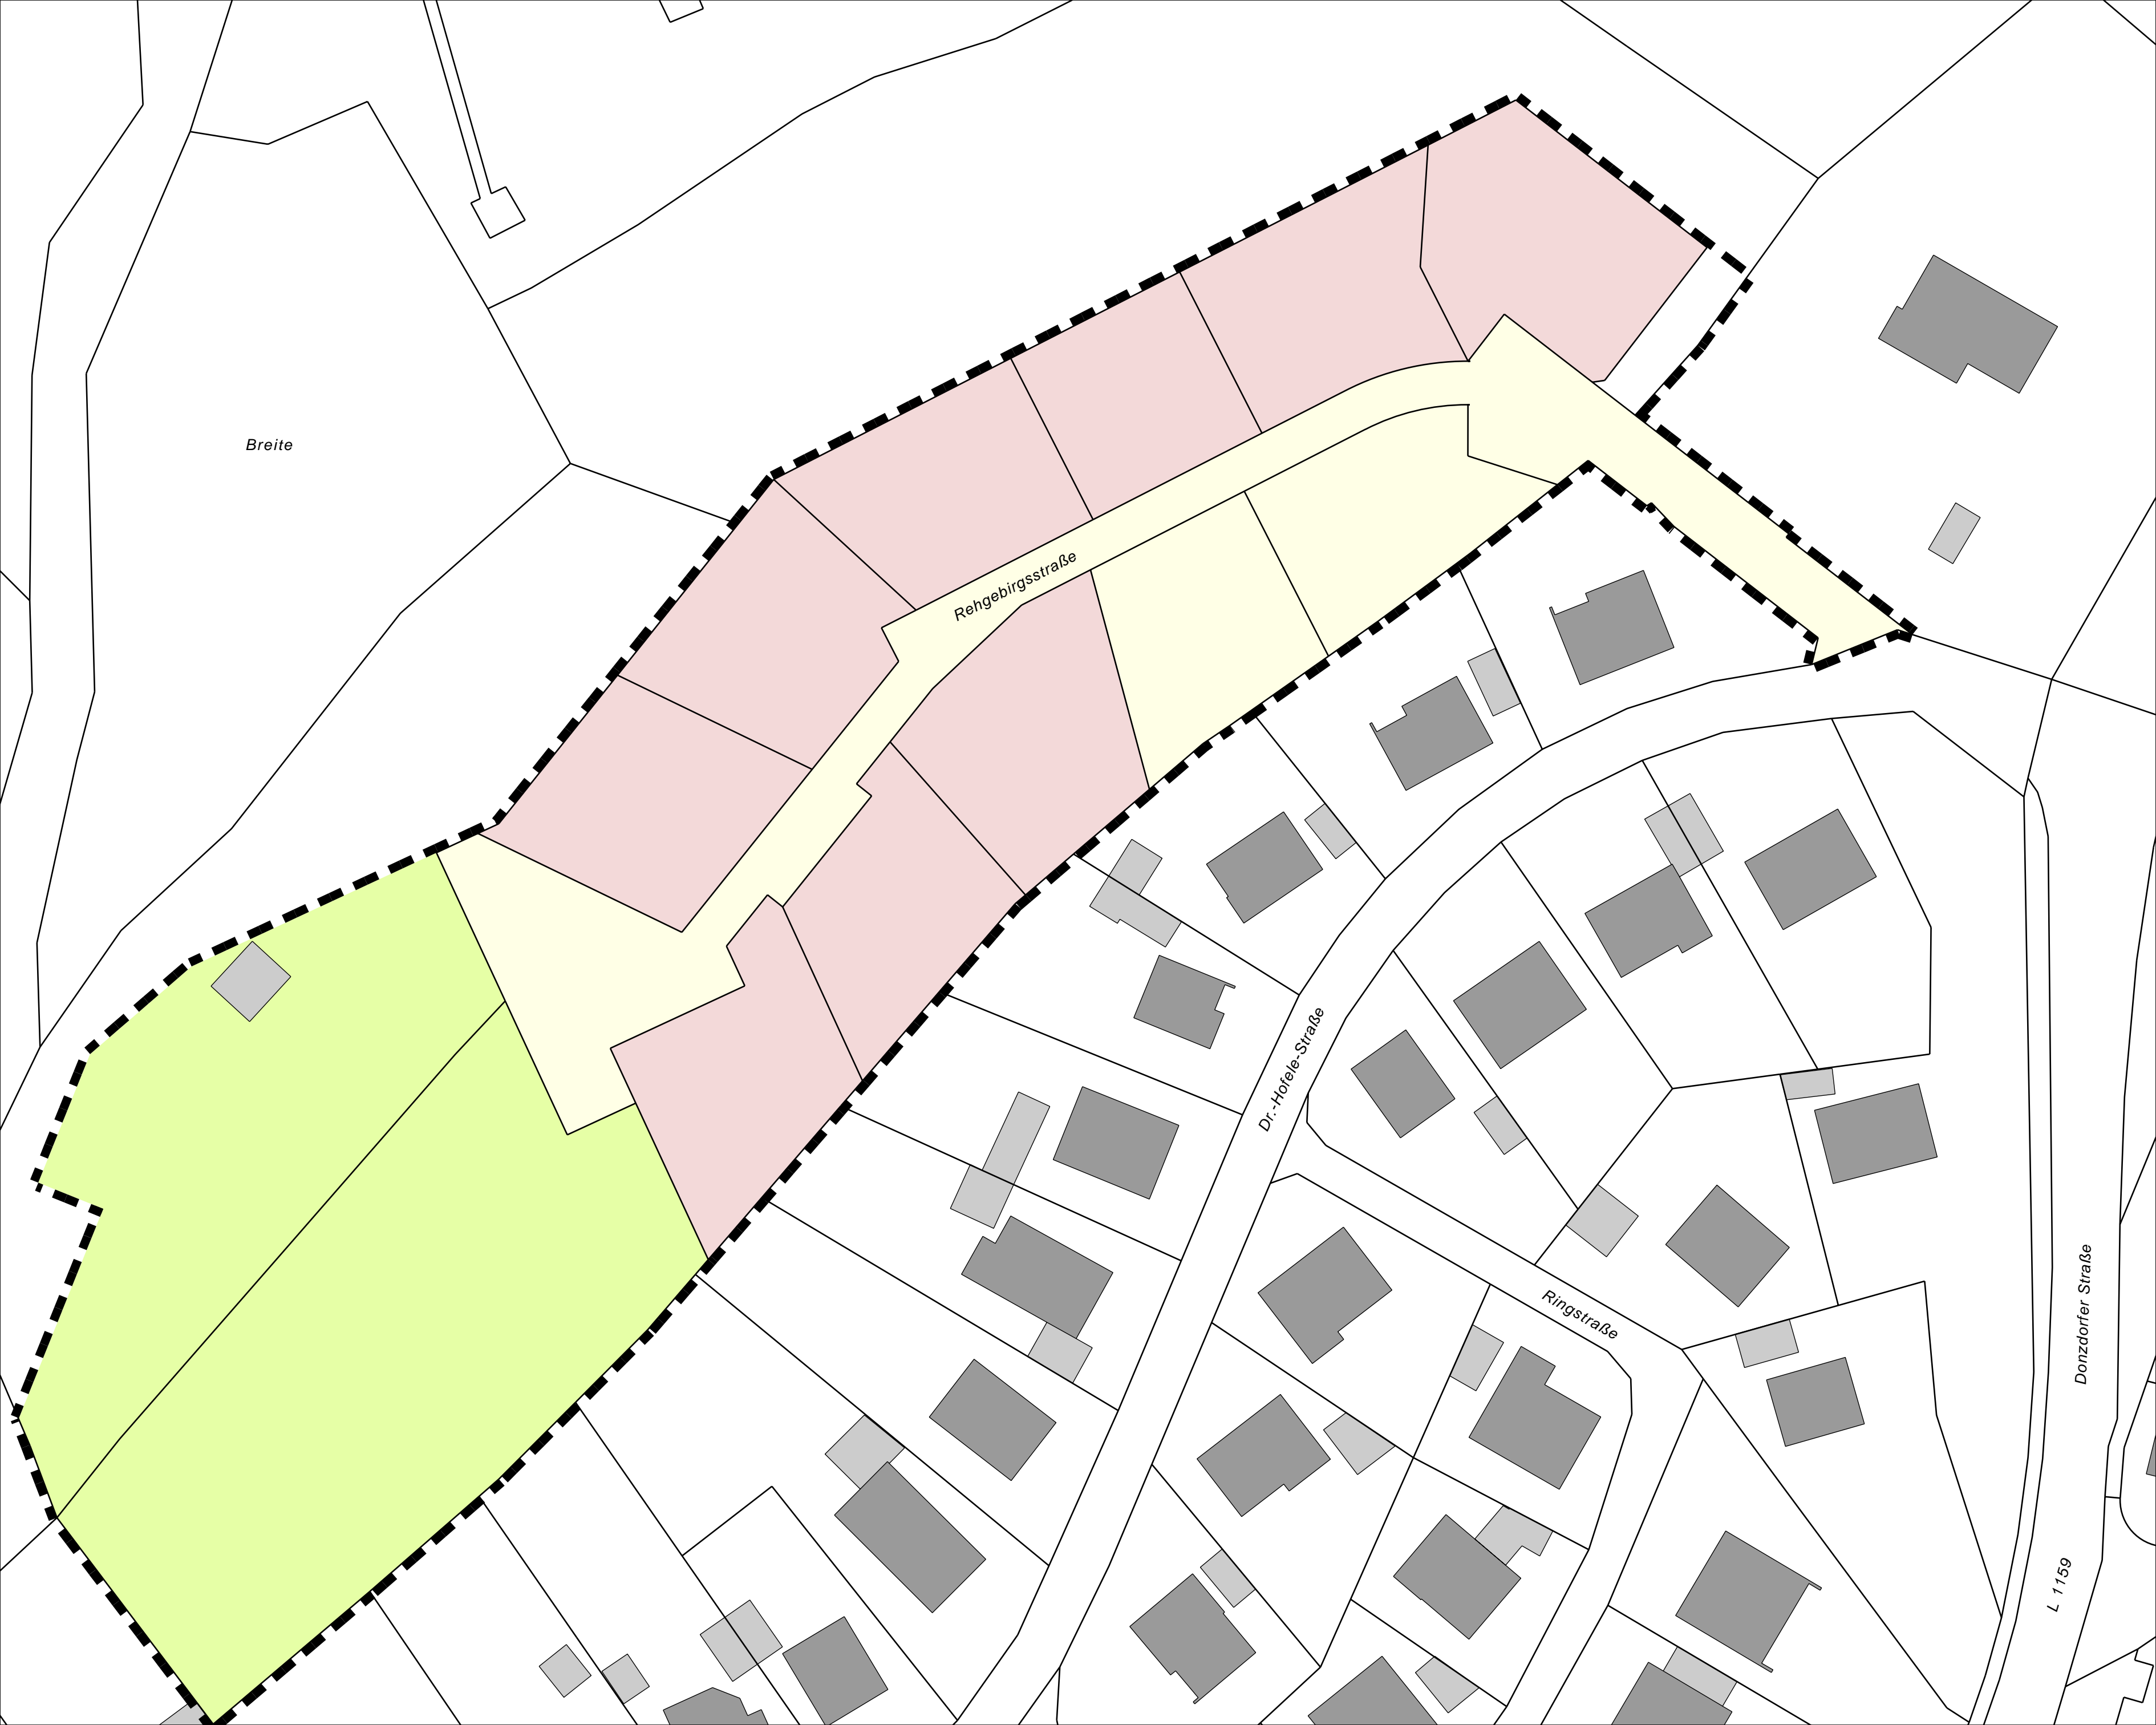 Breite
Rehgebirgsstraße
Dr.-Hofele-Straße
Ringstraße
Donzdorfer Straße
L 1159